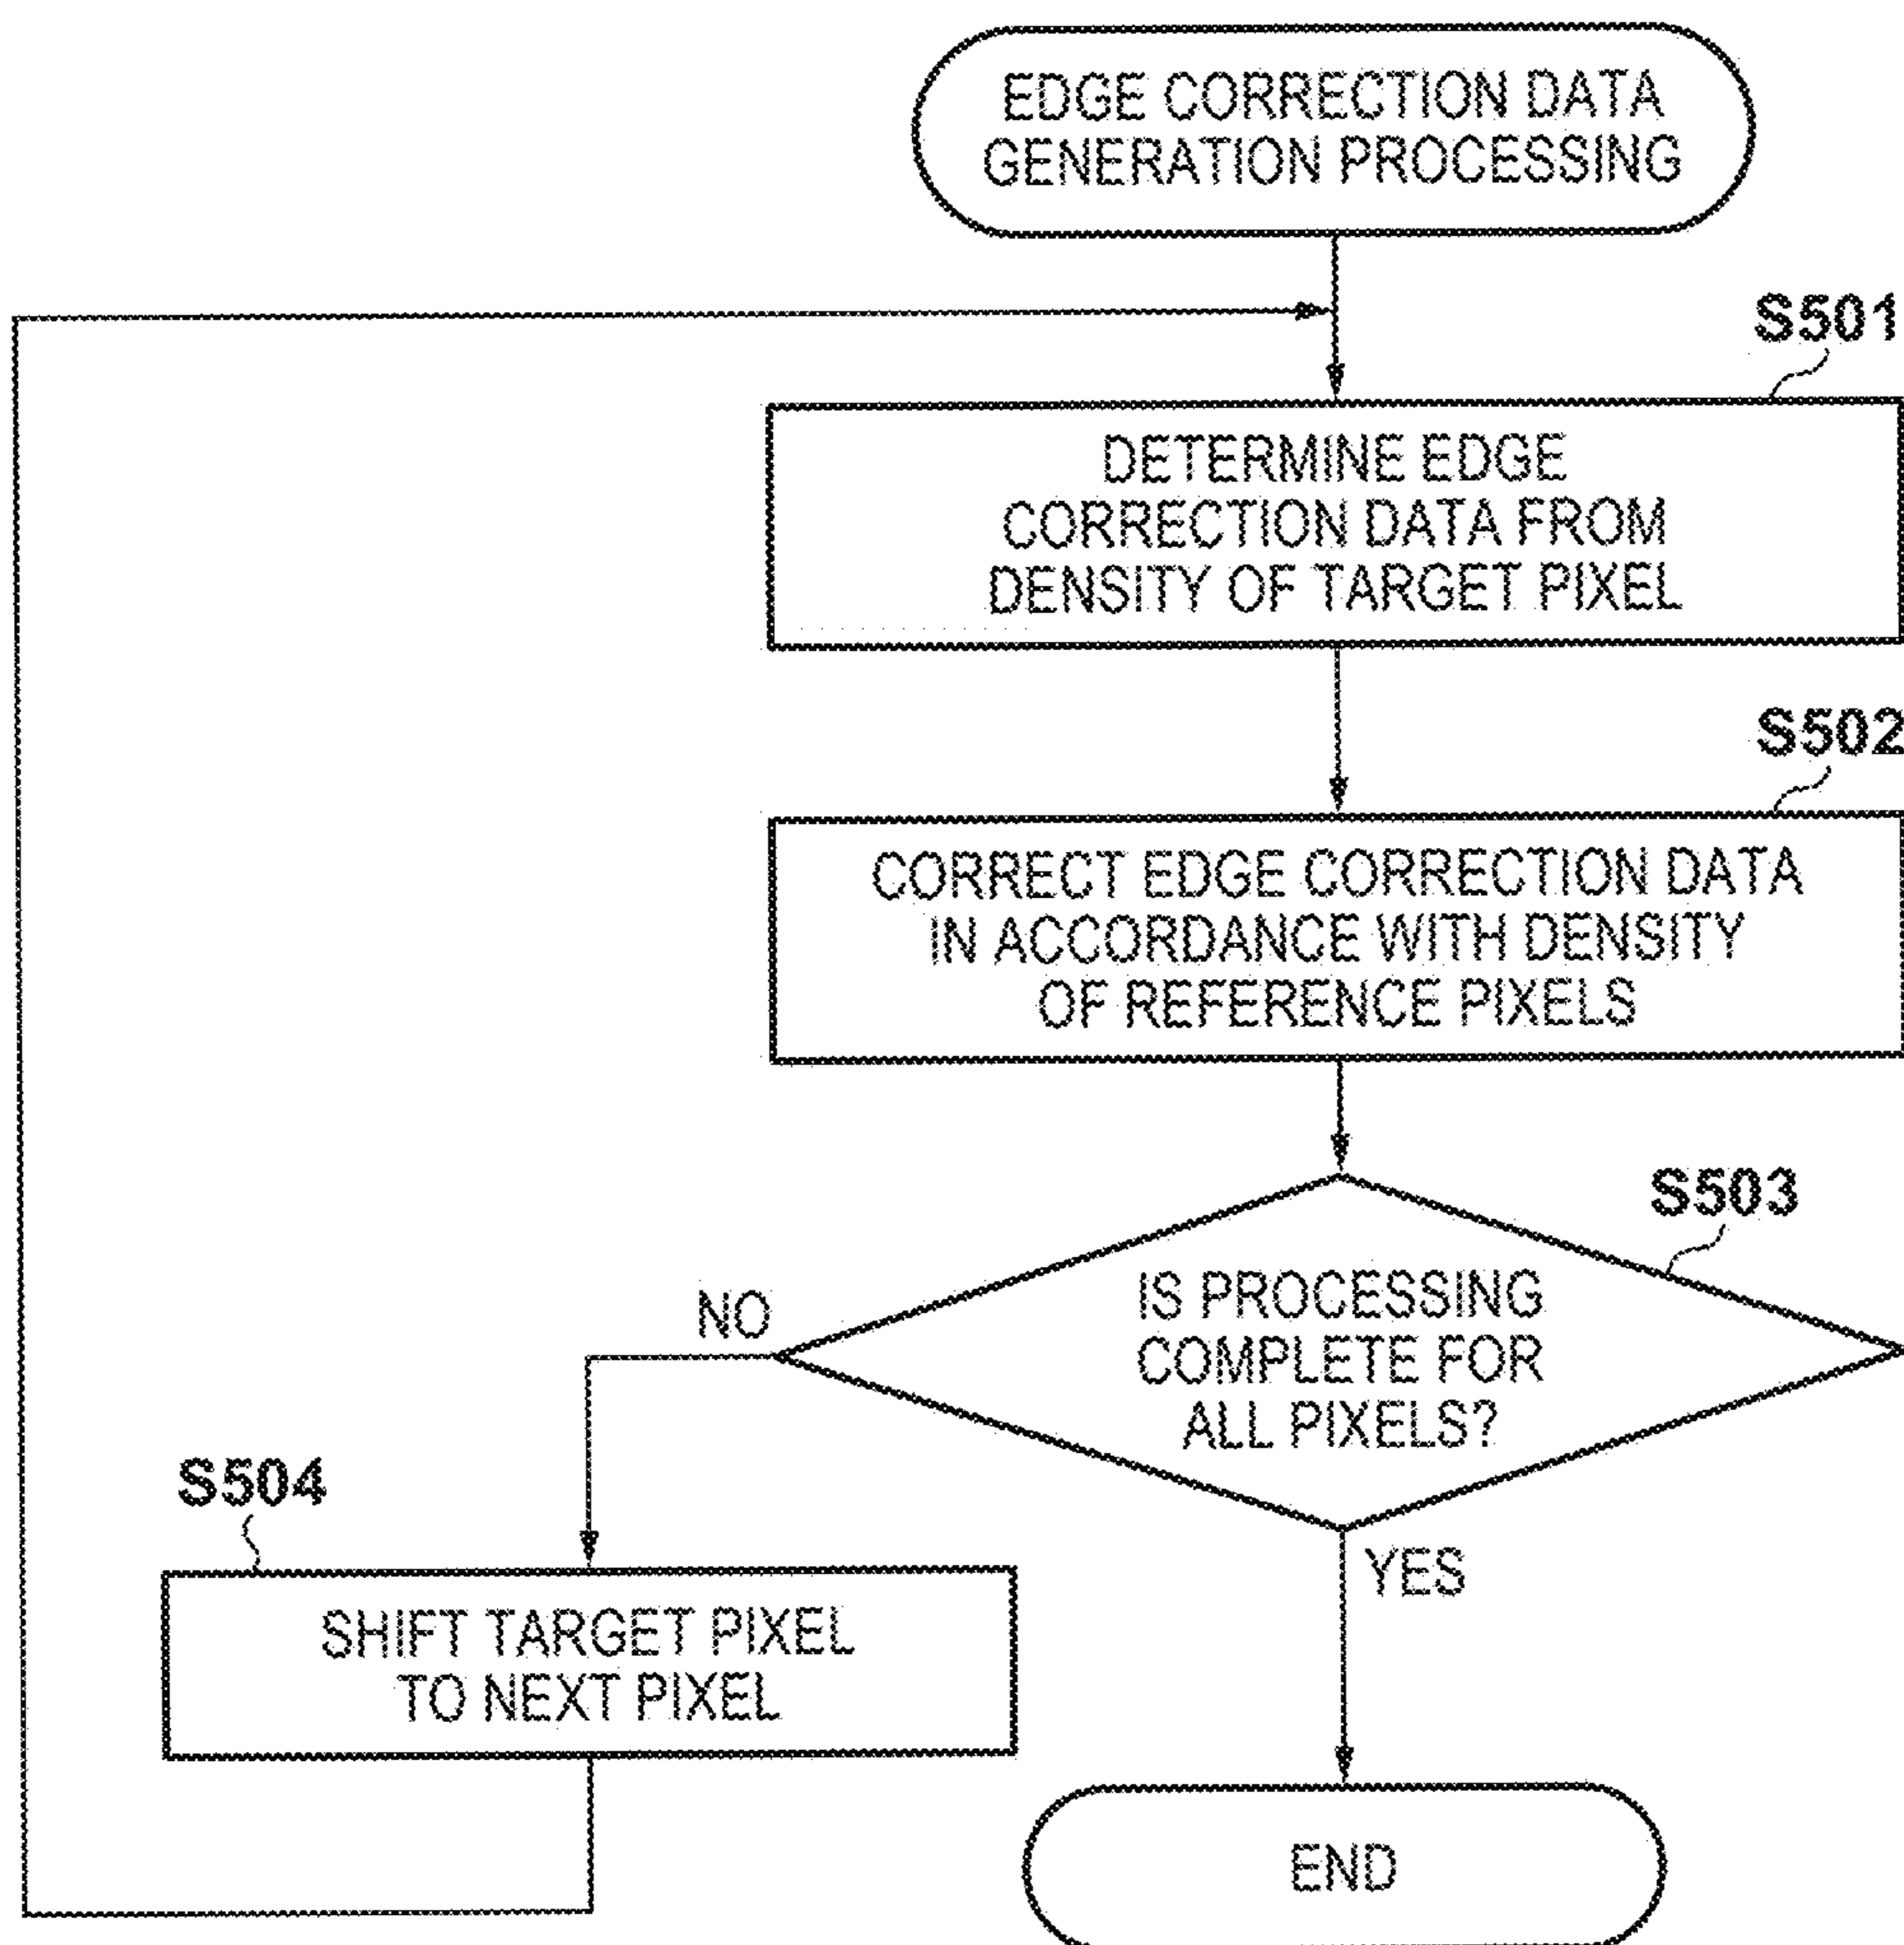 EDGE CORRECTION DATA
GENERATION PROCESSING
S501
DETERMINE EDGE
CORRECTION DATA FROM
DENSITY OF TARGET PIXEL
S502
CORRECT EDGE CORRECTION DATA
IN ACCORDANCE WITH DENSITY
OF REFERENCE PIXELS
S503
IS PROCESSING
COMPLETE FOR
ALL PIXELS?
NO
YES
S504
SHIFT TARGET PIXEL
TO NEXT PIXEL
END